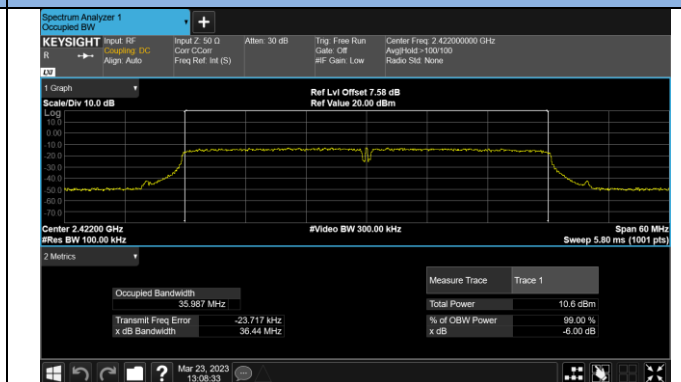 Spectrum Analyzer 1
Occupied BW
+
KEYSIGHT Input: RF Input Z: 50 Ω Atten: 30 dB Trig: Free Run Center Freq: 2.422000000 GHz
R Coupling: DC Corr CCorr Gate: Off Avg|Hold:>100/100
Align: Auto Freq Ref: Int (S) #IF Gain: Low Radio Std: None
LXI
1 Graph
Scale/Div 10.0 dB
Ref Lvl Offset 7.58 dB
Ref Value 20.00 dBm
Log
10.0
0.00
-10.0
-20.0
-30.0
-40.0
-50.0
-60.0
-70.0
Center 2.42200 GHz #Video BW 300.00 kHz Span 60 MHz
#Res BW 100.00 kHz Sweep 5.80 ms (1001 pts)
2 Metrics
Measure Trace Trace 1
Occupied Bandwidth
35.987 MHz
Total Power 10.6 dBm
Transmit Freq Error -23.717 kHz % of OBW Power 99.00 %
x dB Bandwidth 36.44 MHz x dB -6.00 dB
? Mar 23, 2023
13:08:33